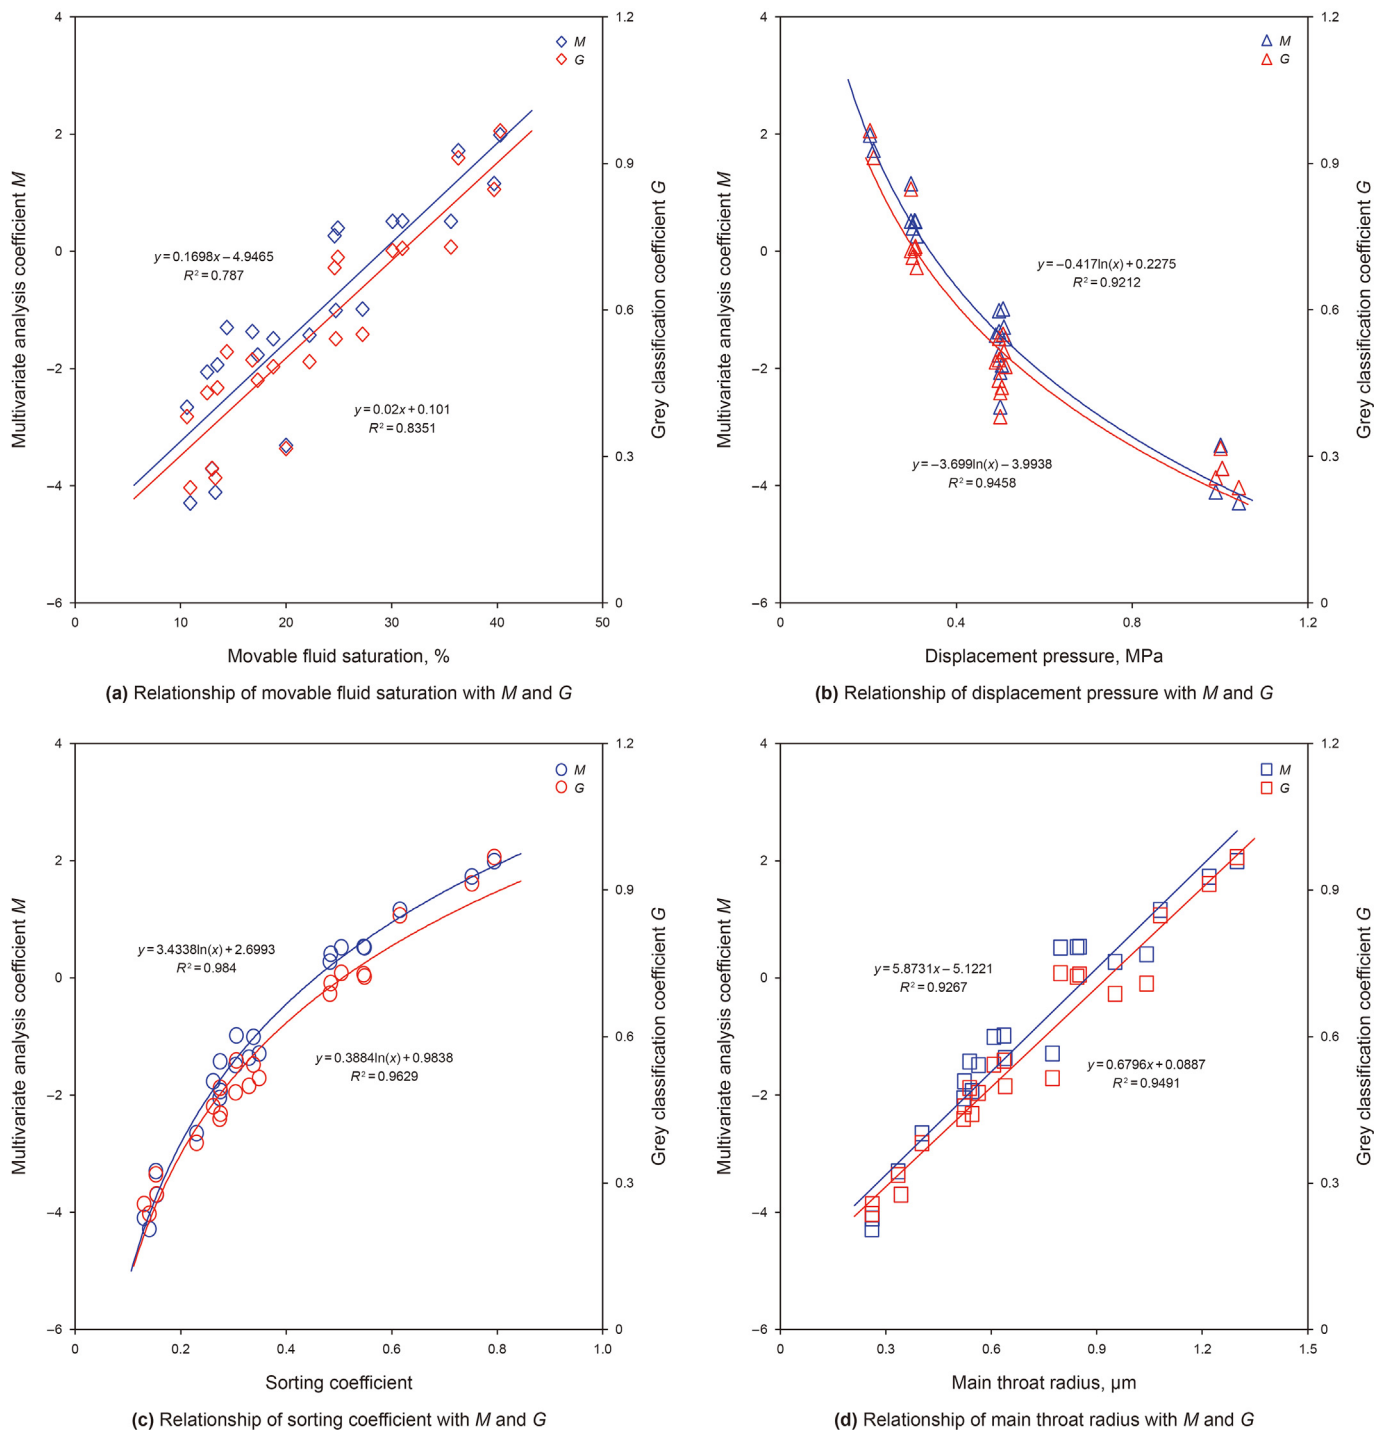 4
2
0
–2
–4
–6
1.2
0.9
0.6
0.3
0
M
G
y = 0.1698x – 4.9465
R² = 0.787
y = 0.02x + 0.101
R² = 0.8351
0
10
20
30
40
50
Multivariate analysis coefficient M
Grey classification coefficient G
Movable fluid saturation, %
(a) Relationship of movable fluid saturation with M and G
4
2
0
–2
–4
–6
1.2
0.9
0.6
0.3
0
M
G
y = –0.417ln(x) + 0.2275
R² = 0.9212
y = –3.699ln(x) – 3.9938
R² = 0.9458
0
0.4
0.8
1.2
Multivariate analysis coefficient M
Grey classification coefficient G
Displacement pressure, MPa
(b) Relationship of displacement pressure with M and G
4
2
0
–2
–4
–6
1.2
0.9
0.6
0.3
0
M
G
y = 3.4338ln(x) + 2.6993
R² = 0.984
y = 0.3884ln(x) + 0.9838
R² = 0.9629
0
0.2
0.4
0.6
0.8
1.0
Multivariate analysis coefficient M
Grey classification coefficient G
Sorting coefficient
(c) Relationship of sorting coefficient with M and G
4
2
0
–2
–4
–6
1.2
0.9
0.6
0.3
0
M
G
y = 5.8731x – 5.1221
R² = 0.9267
y = 0.6796x + 0.0887
R² = 0.9491
0
0.3
0.6
0.9
1.2
1.5
Multivariate analysis coefficient M
Grey classification coefficient G
Main throat radius, μm
(d) Relationship of main throat radius with M and G